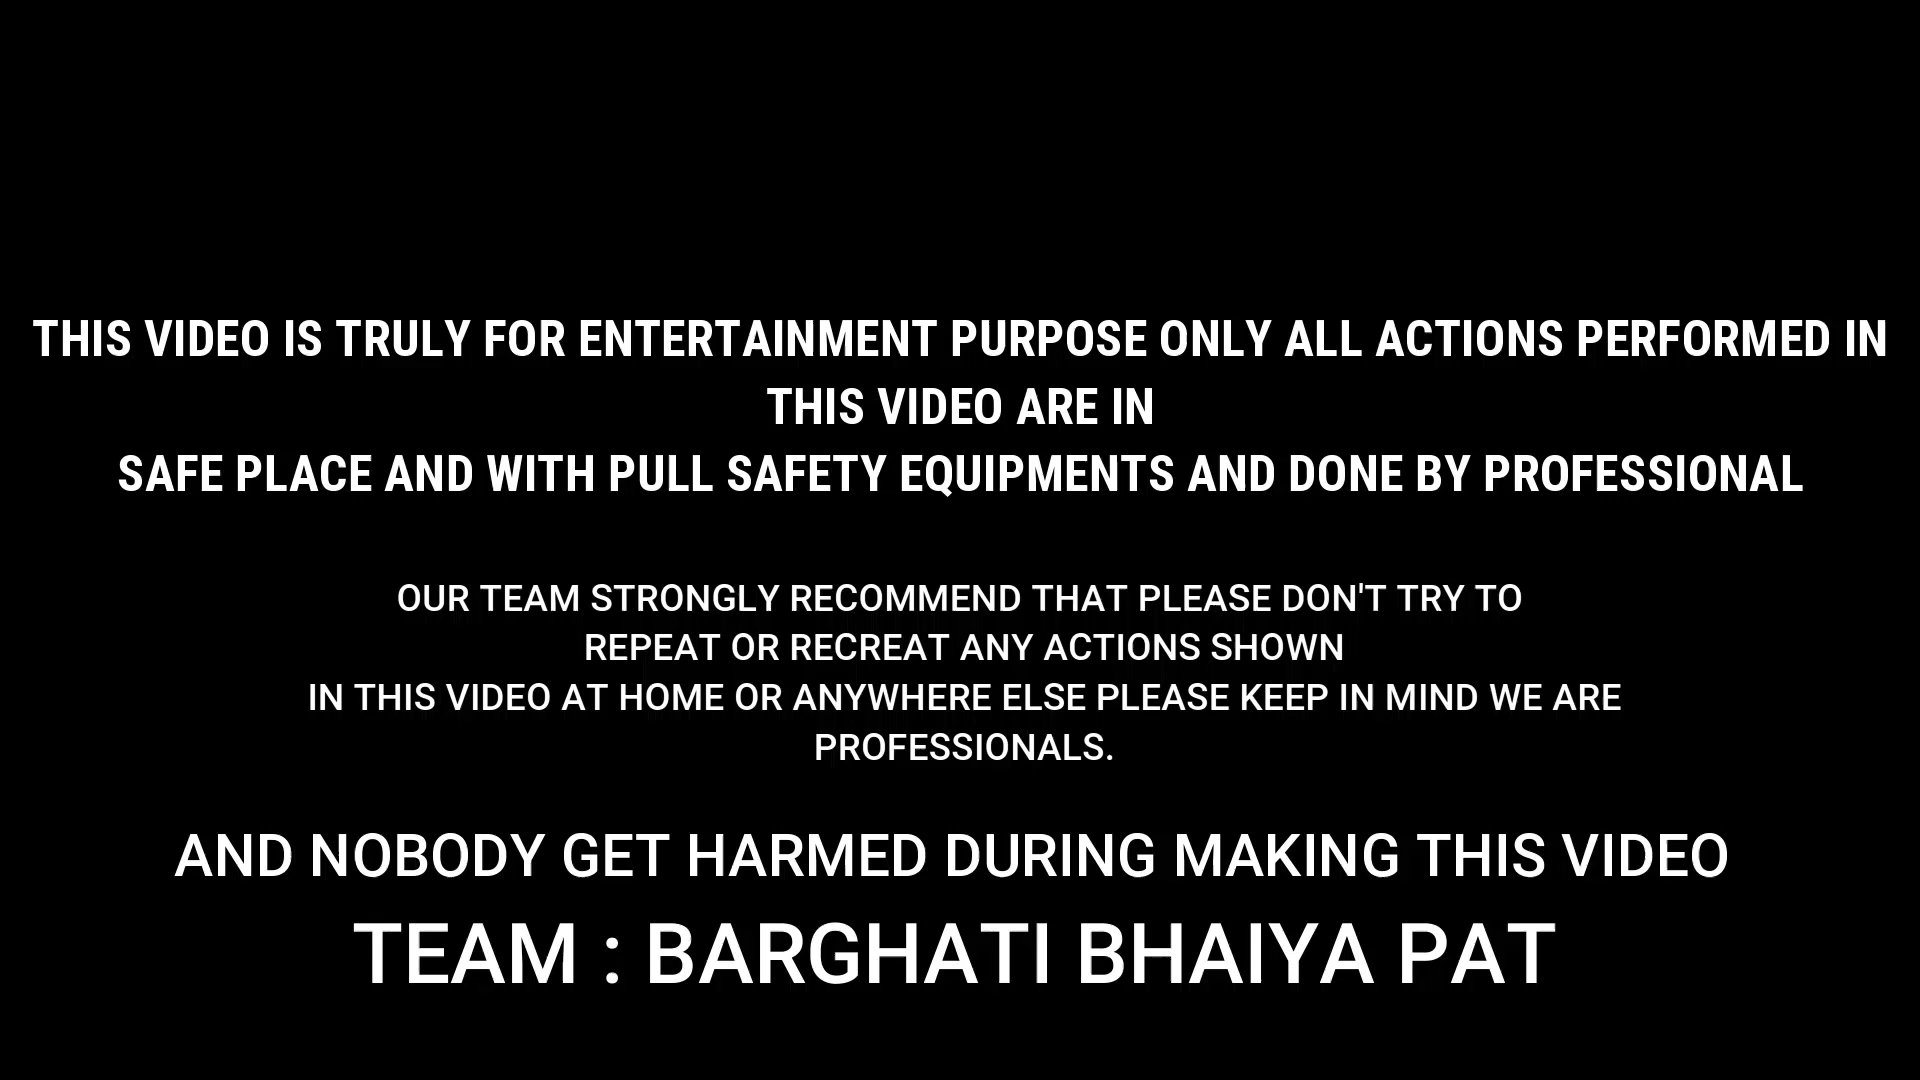 THIS VIDEO IS TRULY FOR ENTERTAINMENT PURPOSE ONLY ALL ACTIONS PERFORMED IN
THIS VIDEO ARE IN
SAFE PLACE AND WITH PULL SAFETY EQUIPMENTS AND DONE BY PROFESSIONAL
OUR TEAM STRONGLY RECOMMEND THAT PLEASE DON'T TRY TO
REPEAT OR RECREAT ANY ACTIONS SHOWN
IN THIS VIDEO AT HOME OR ANYWHERE ELSE PLEASE KEEP IN MIND WE ARE
PROFESSIONALS.
AND NOBODY GET HARMED DURING MAKING THIS VIDEO
TEAM : BARGHATI BHAIYA PAT